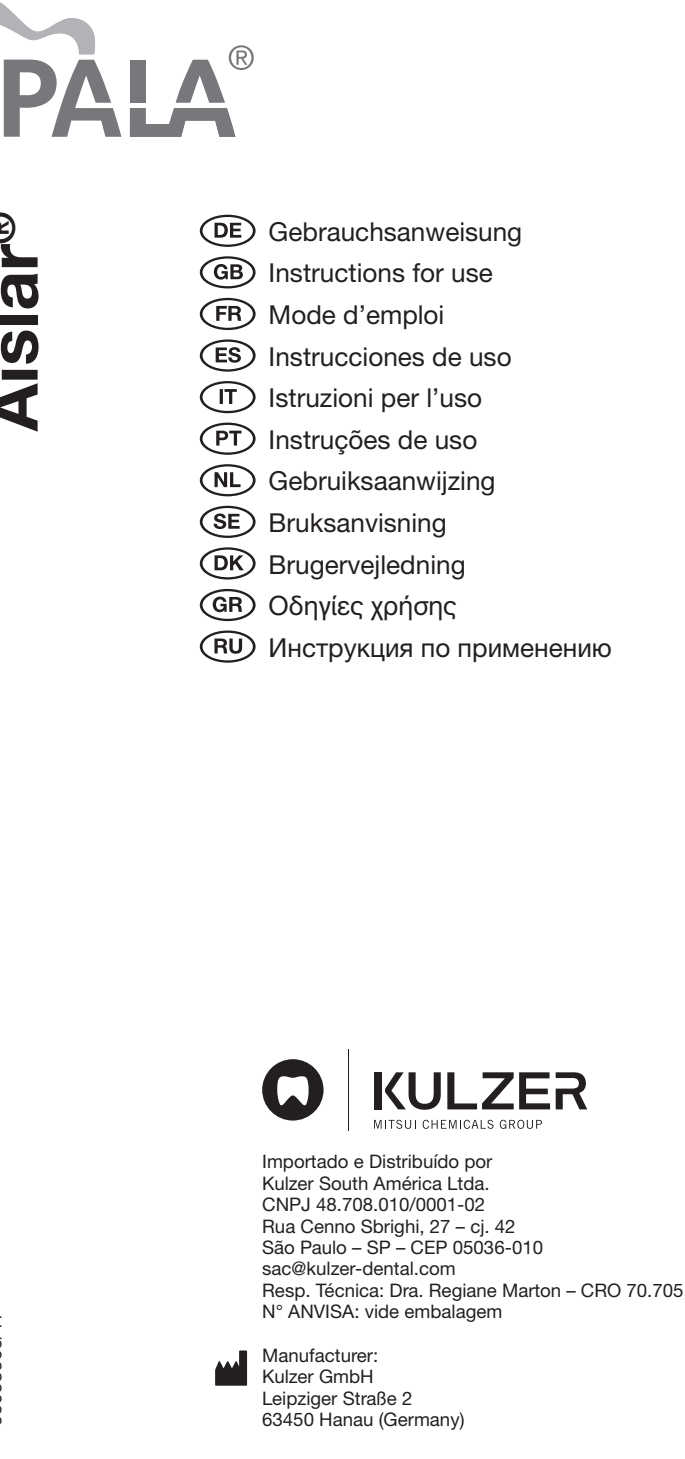 PALA®
Aislar®
DE Gebrauchsanweisung
GB Instructions for use
FR Mode d’emploi
ES Instrucciones de uso
IT Istruzioni per l’uso
PT Instruções de uso
NL Gebruiksaanwijzing
SE Bruksanvisning
DK Brugervejledning
GR Οδηγίες χρήσης
RU Инструкция по применению
KULZER
MITSUI CHEMICALS GROUP
Importado e Distribuído por
Kulzer South América Ltda.
CNPJ 48.708.010/0001-02
Rua Cenno Sbrighi, 27 – cj. 42
São Paulo – SP – CEP 05036-010
sac@kulzer-dental.com
Resp. Técnica: Dra. Regiane Marton – CRO 70.705
N° ANVISA: vide embalagem
Manufacturer:
Kulzer GmbH
Leipziger Straße 2
63450 Hanau (Germany)